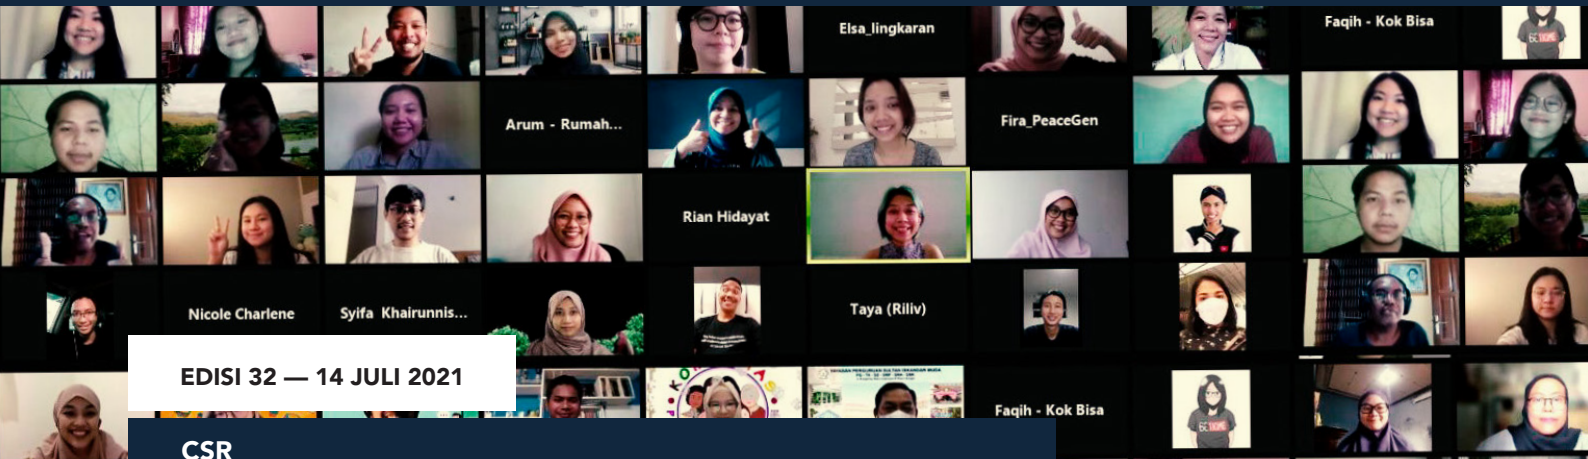 Elsa_lingkaran
Faqih - Kok Bisa
Arum - Rumah...
Fira_PeaceGen
Rian Hidayat
Nicole Charlene
Syifa Khairunnis...
Taya (Riliv)
EDISI 32 — 14 JULI 2021
Faqih - Kok Bisa
CSR